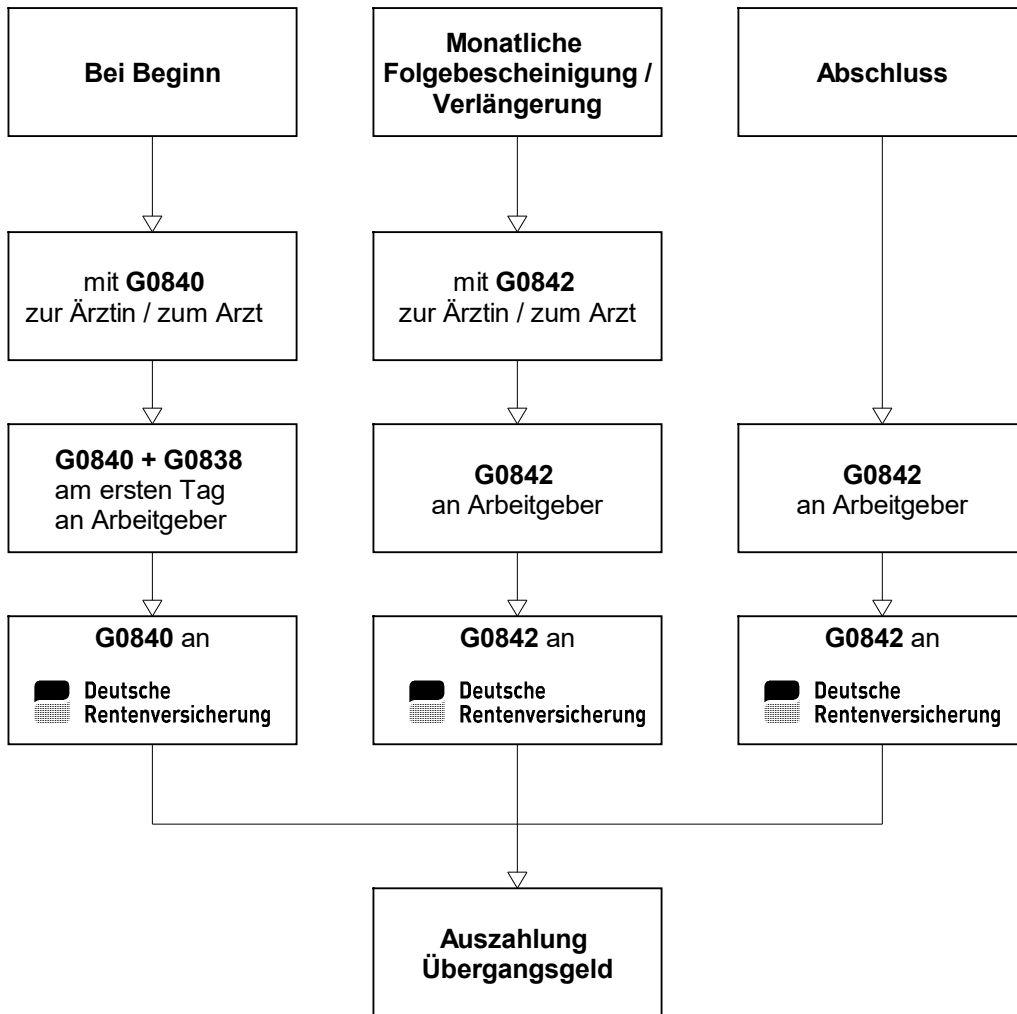 Bei Beginn
Monatliche
Folgebescheinigung /
Verlängerung
Abschluss
mit G0840
zur Ärztin / zum Arzt
mit G0842
zur Ärztin / zum Arzt
G0840 + G0838
am ersten Tag
an Arbeitgeber
G0842
an Arbeitgeber
G0842
an Arbeitgeber
G0840 an
Deutsche
Rentenversicherung
G0842 an
Deutsche
Rentenversicherung
G0842 an
Deutsche
Rentenversicherung
Auszahlung
Übergangsgeld